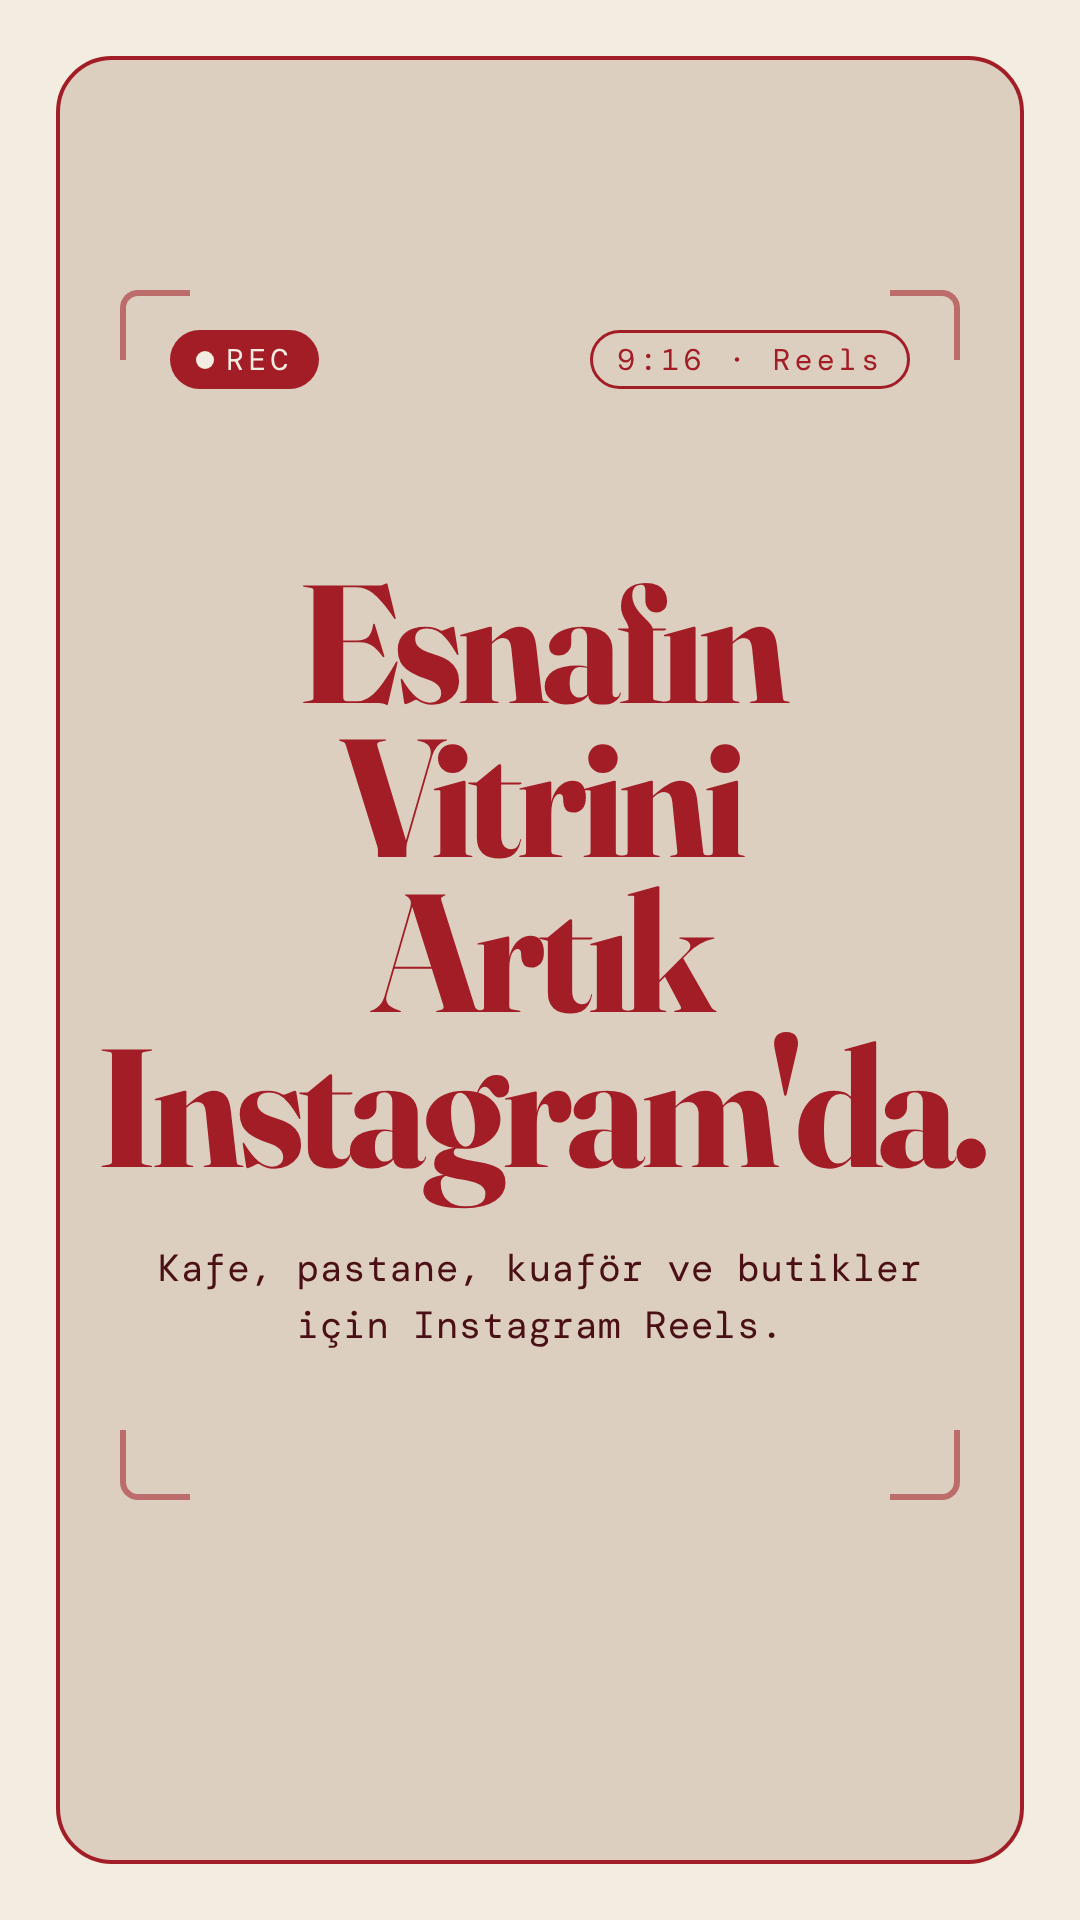 REC
9:16 · Reels
Esnafın
Vitrini
Artık
Instagram'da.
Kafe, pastane, kuaför ve butikler
için Instagram Reels.